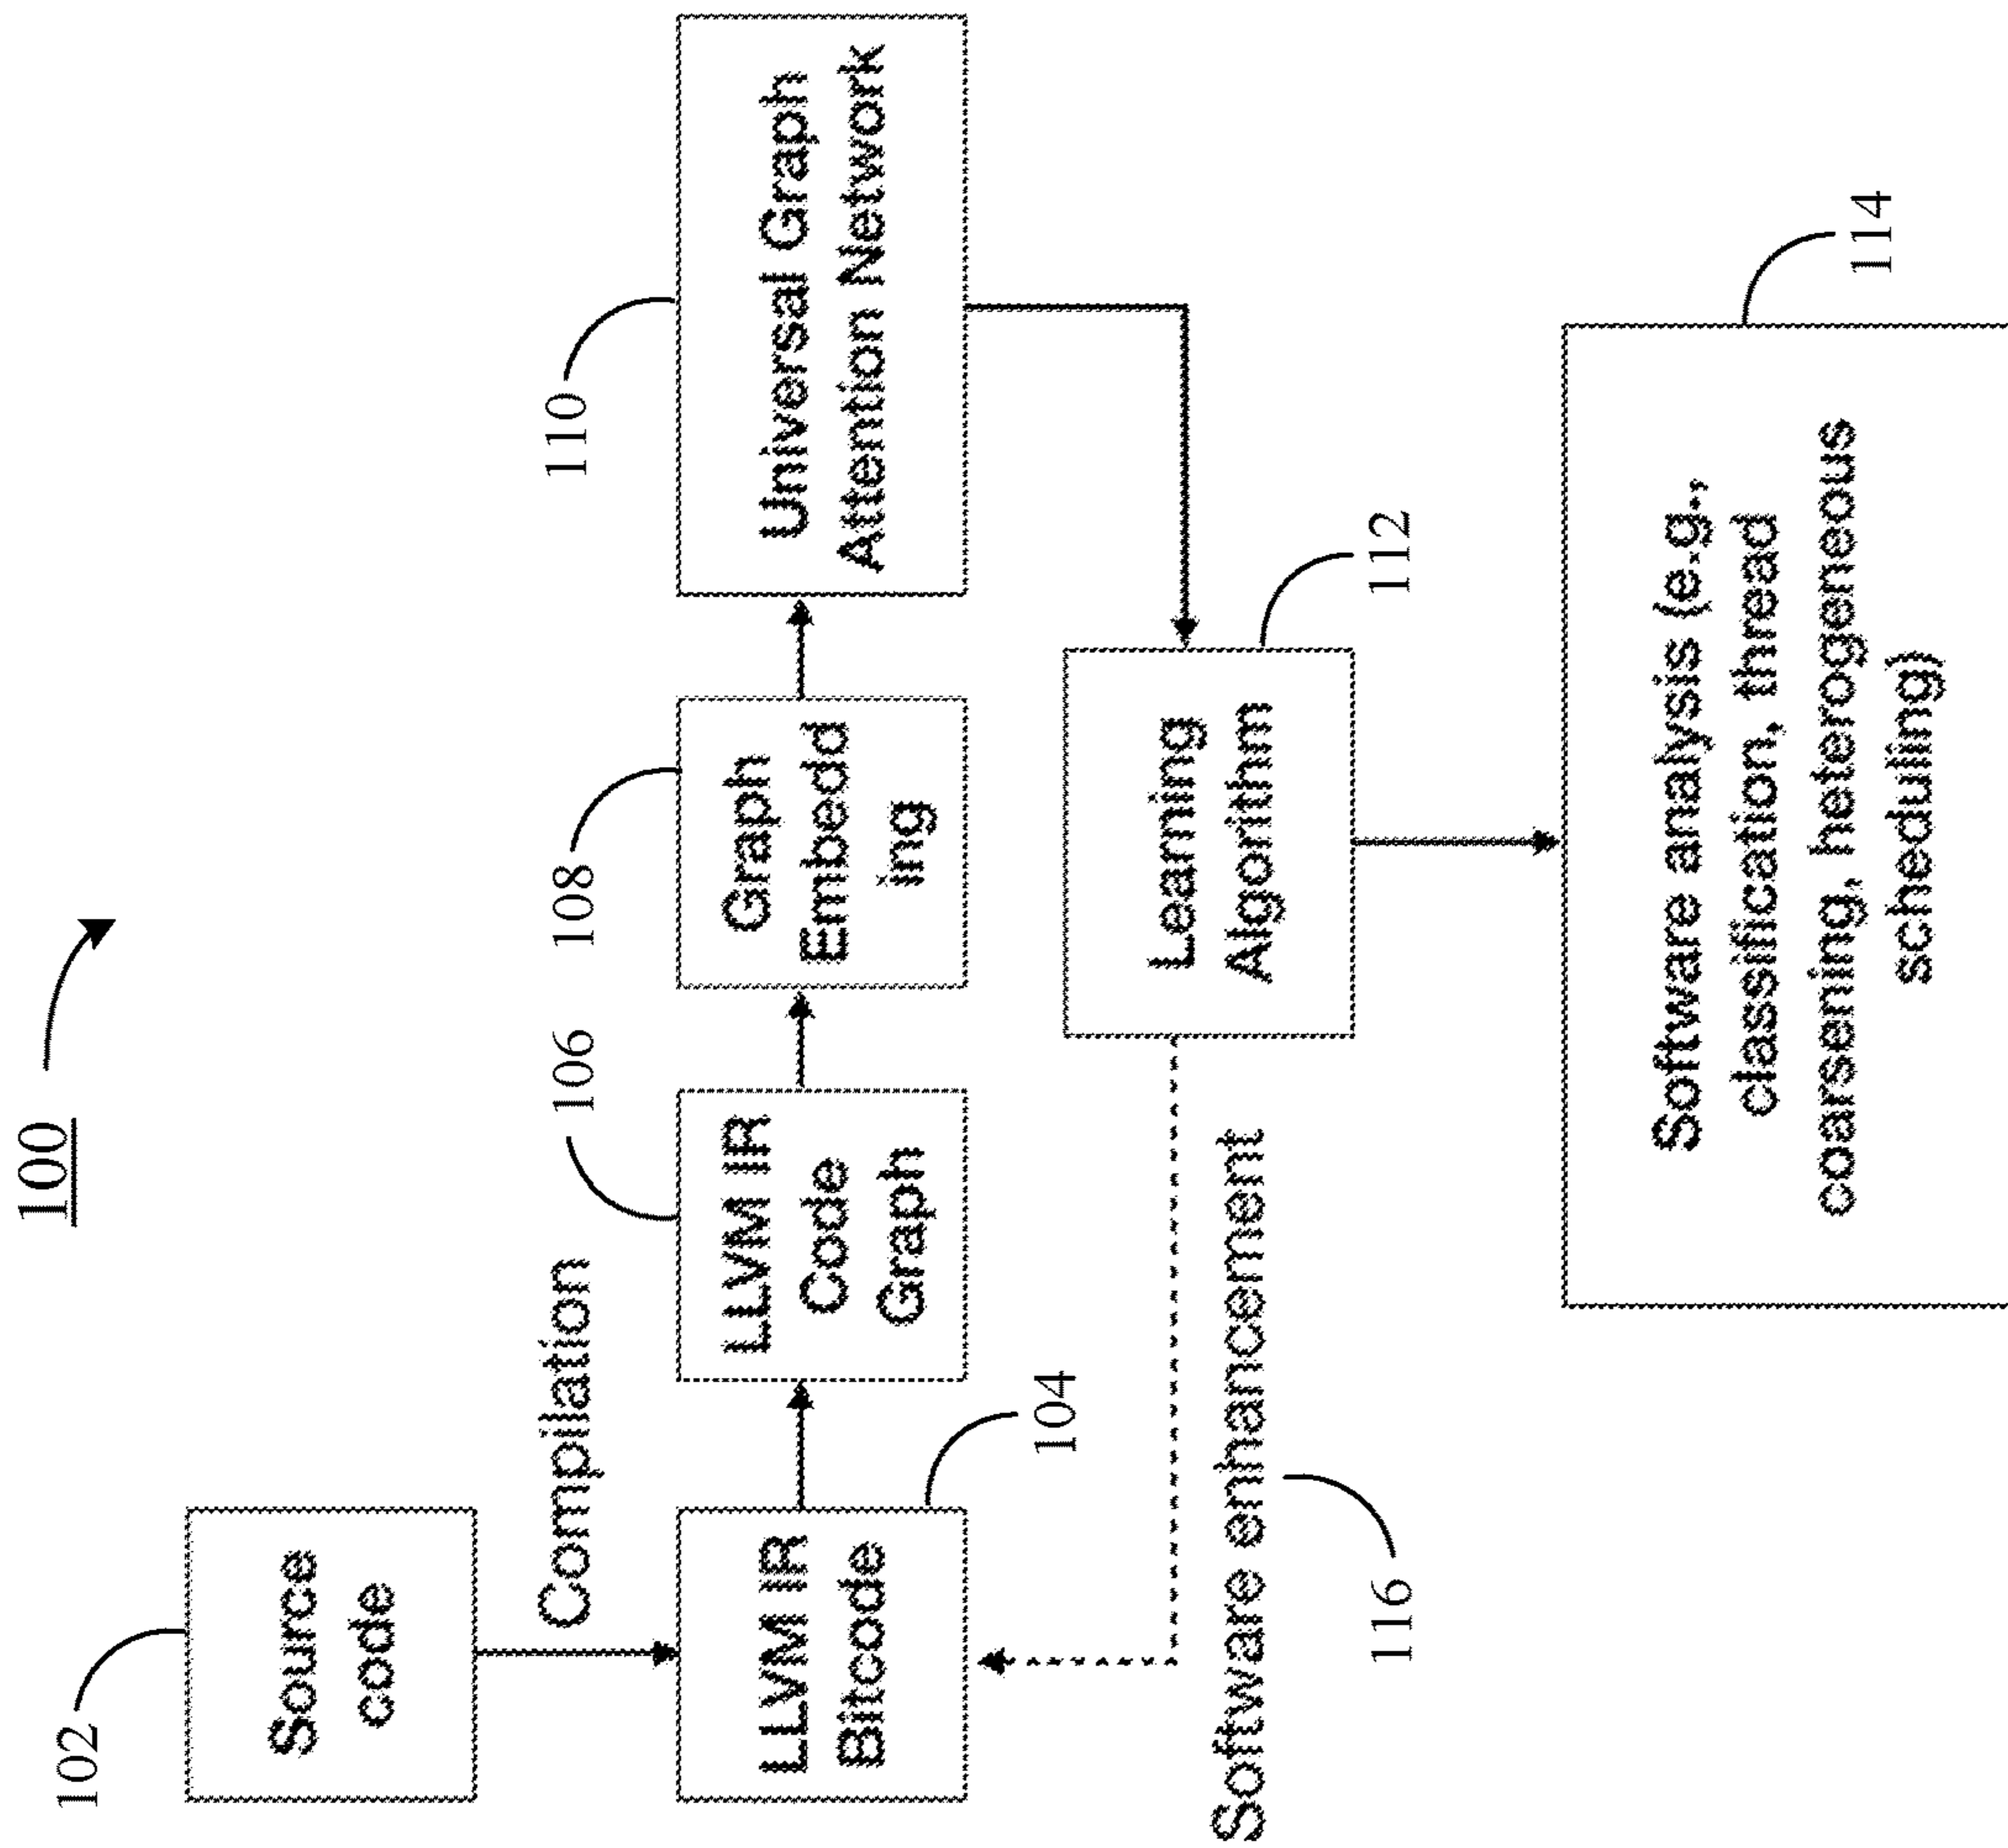 100
102
Source
code
Compilation
LLVM IR
Bitcode
104
106
LLVM IR
Code
Graph
108
Graph
Embedd
ing
110
Universal Graph
Attention Network
Learning
Algorithm
112
Software enhancement
116
Software analysis (e.g.,
classification, thread
coarsening, heterogeneous
scheduling)
114